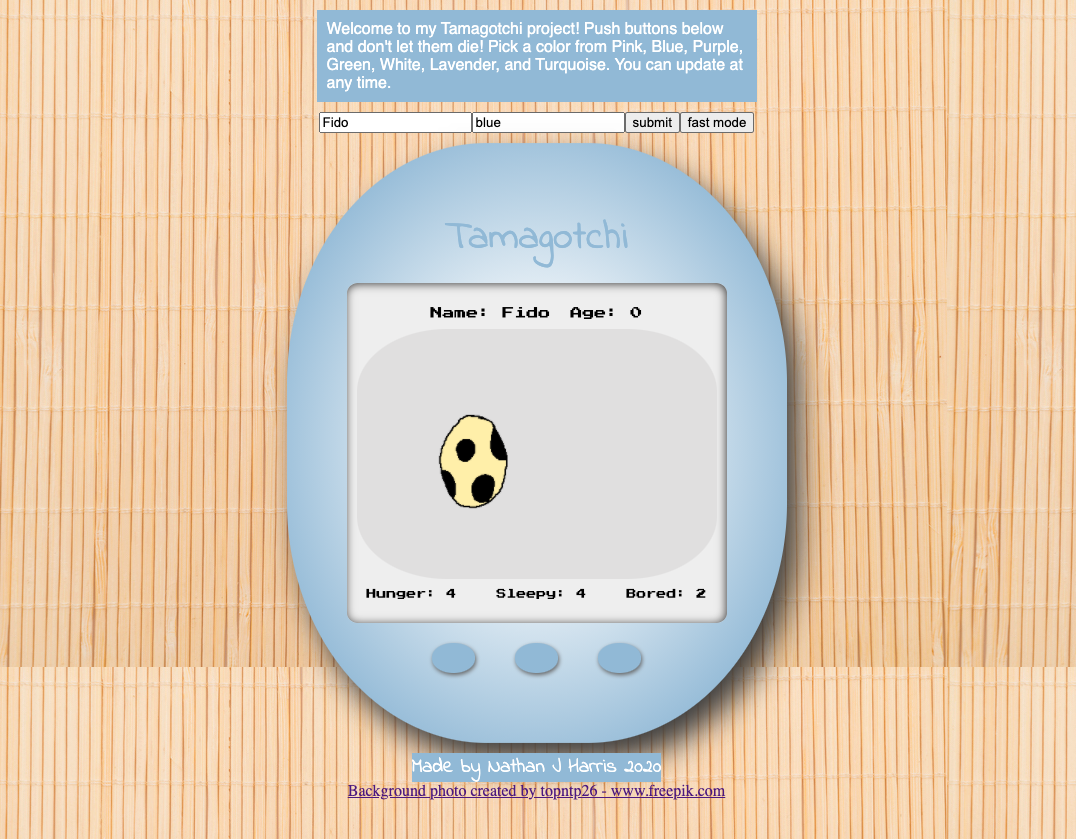 Welcome to my Tamagotchi project! Push buttons below
and don't let them die! Pick a color from Pink, Blue, Purple,
Green, White, Lavender, and Turquoise. You can update at
any time.
Fido blue submit fast mode
Tamagotchi
Name: Fido Age: 0
Hunger: 4 Sleepy: 4 Bored: 2
Made by Nathan J Harris 2020
Background photo created by topntp26 - www.freepik.com